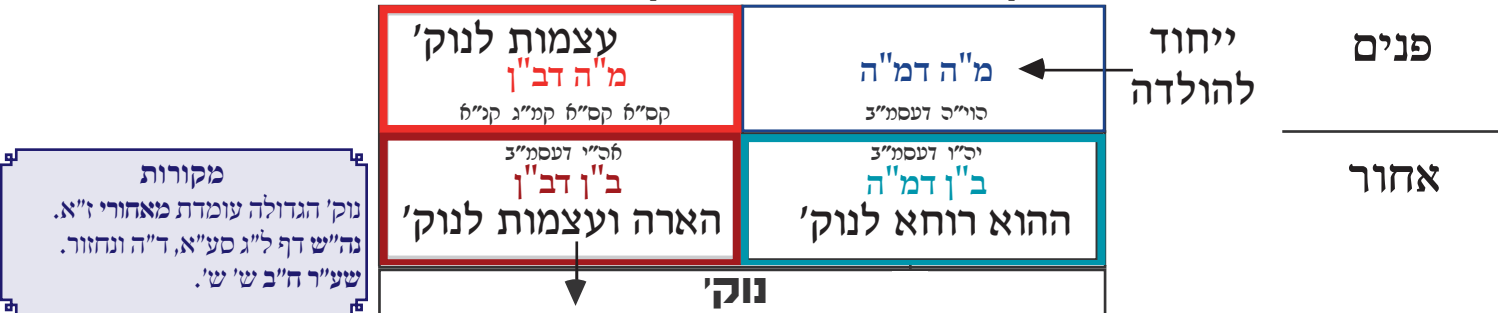 פנים
אחור
ייחוד
להולדה
מ"ה דמ"ה
הוי"ה דעסמ"ב
עצמות לנוק'
מ"ה דב"ן
קס"א קס"א קמ"ג קנ"א
יה"ו דעסמ"ב
ב"ן דמ"ה
ההוא רוחא לנוק'
אה"י דעסמ"ב
ב"ן דב"ן
הארה ועצמות לנוק'
נוק'
מקורות
נוק' הגדולה עומדת מאחורי ז"א.
נה"ש דף ל"ג סע"א, ד"ה ונחזור.
שע"ר ח"ב ש' ש'.